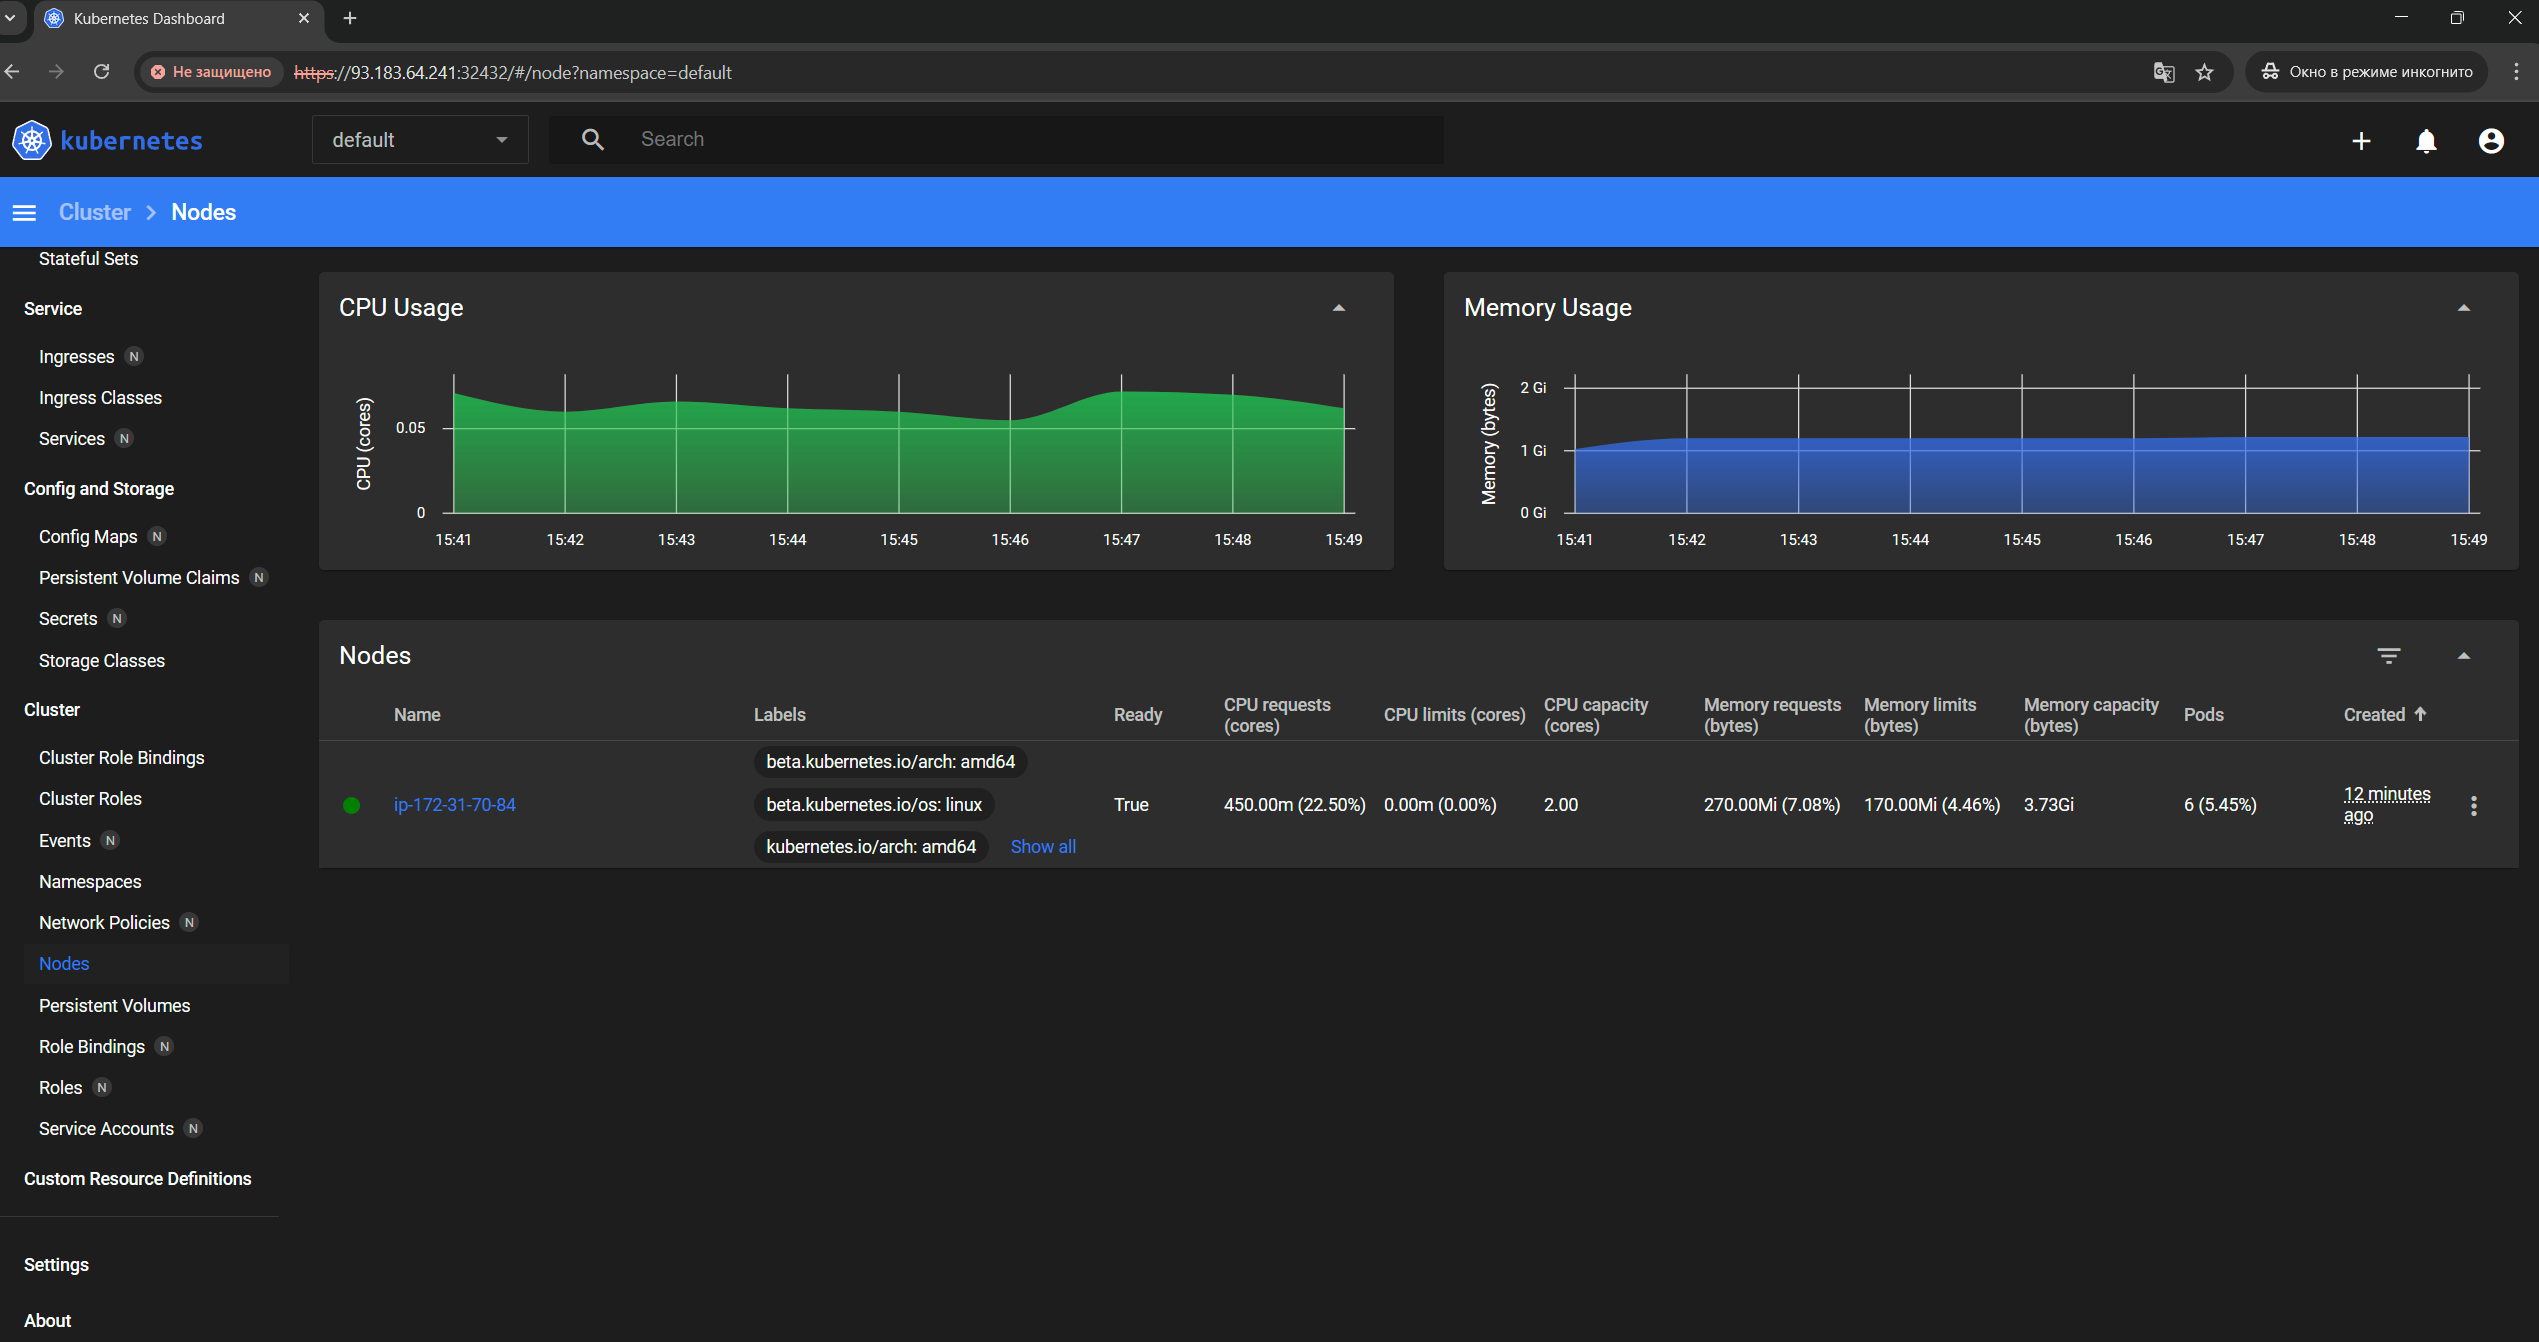 Kubernetes Dashboard
Не защищено https://93.183.64.241:32432/#/node?namespace=default
Окно в режиме инкогнито
kubernetes
default
Search
Cluster > Nodes
Stateful Sets
Service
Ingresses N
Ingress Classes
Services N
Config and Storage
Config Maps N
Persistent Volume Claims N
Secrets N
Storage Classes
Cluster
Cluster Role Bindings
Cluster Roles
Events N
Namespaces
Network Policies N
Nodes
Persistent Volumes
Role Bindings N
Roles N
Service Accounts N
Custom Resource Definitions
Settings
About
CPU Usage
CPU (cores)
0.05
0
15:41 15:42 15:43 15:44 15:45 15:46 15:47 15:48 15:49
Memory Usage
Memory (bytes)
2 Gi
1 Gi
0 Gi
15:41 15:42 15:43 15:44 15:45 15:46 15:47 15:48 15:49
Nodes
Name
Labels
Ready
CPU requests
(cores)
CPU limits (cores)
CPU capacity
(cores)
Memory requests
(bytes)
Memory limits
(bytes)
Memory capacity
(bytes)
Pods
Created
ip-172-31-70-84
beta.kubernetes.io/arch: amd64
beta.kubernetes.io/os: linux
kubernetes.io/arch: amd64 Show all
True
450.00m (22.50%)
0.00m (0.00%)
2.00
270.00Mi (7.08%)
170.00Mi (4.46%)
3.73Gi
6 (5.45%)
12 minutes
ago